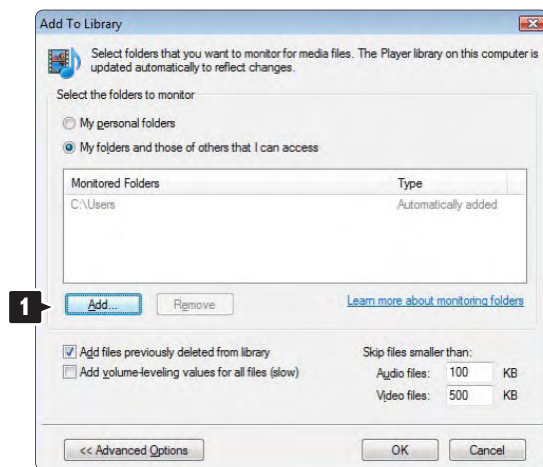 Add To Library
Select folders that you want to monitor for media files. The Player library on this computer is
updated automatically to reflect changes.
Select the folders to monitor
My personal folders
My folders and those of others that I can access
Monitored Folders Type
C:\Users Automatically added
1 Add... Remove Learn more about monitoring folders
Add files previously deleted from library Skip files smaller than:
Add volume-leveling values for all files (slow) Audio files: 100 KB
Video files: 500 KB
<< Advanced Options OK Cancel